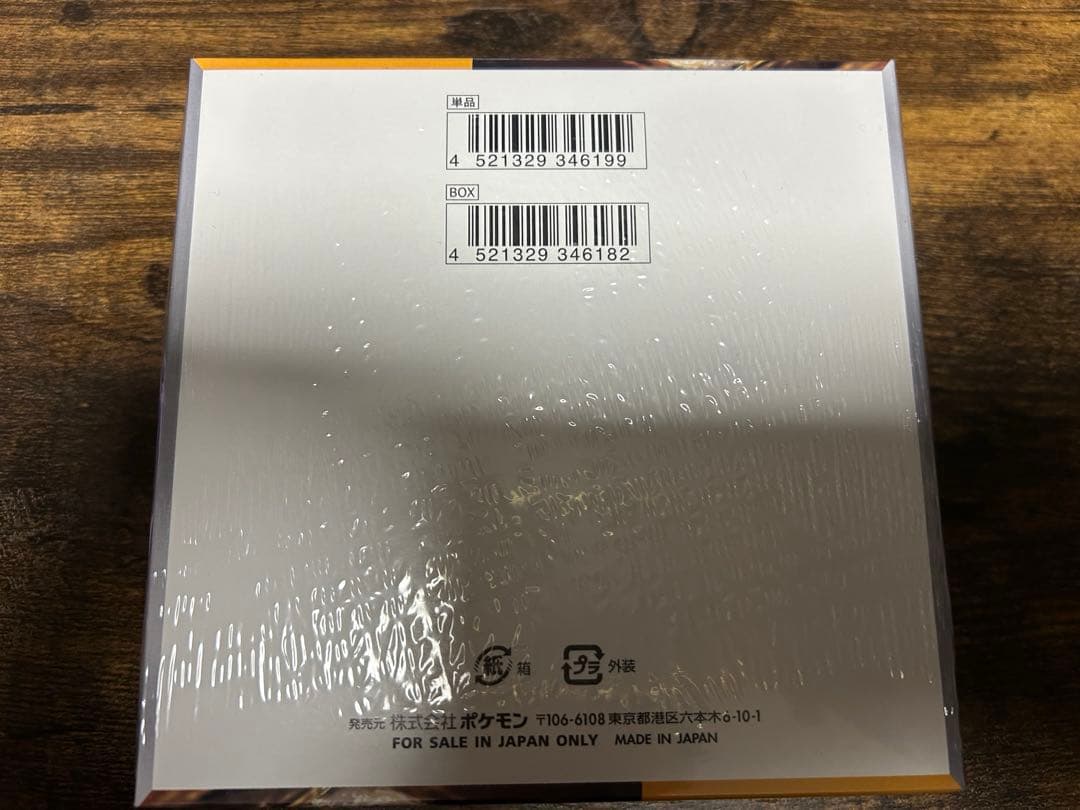 単品
4 521329 346199
BOX
4 521329 346182
紙 箱 プラ 外装
発売元 株式会社ポケモン 〒106-6108 東京都港区六本木6-10-1
FOR SALE IN JAPAN ONLY MADE IN JAPAN